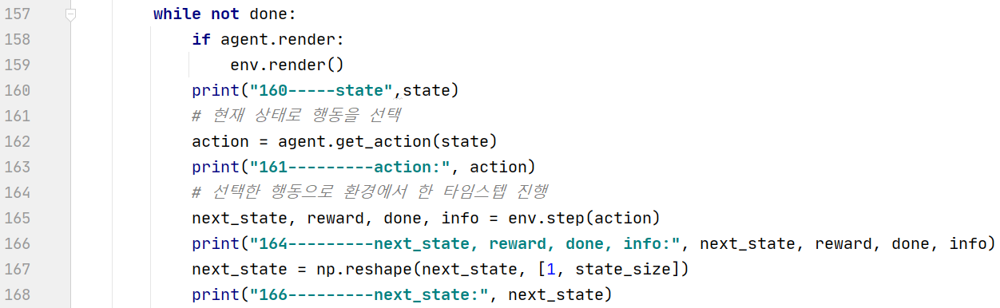 157 while not done:
158 if agent.render:
159 env.render()
160 print("160-----state",state)
161 # 현재 상태로 행동을 선택
162 action = agent.get_action(state)
163 print("161---------action:", action)
164 # 선택한 행동으로 환경에서 한 타임스텝 진행
165 next_state, reward, done, info = env.step(action)
166 print("164---------next_state, reward, done, info:", next_state, reward, done, info)
167 next_state = np.reshape(next_state, [1, state_size])
168 print("166---------next_state:", next_state)